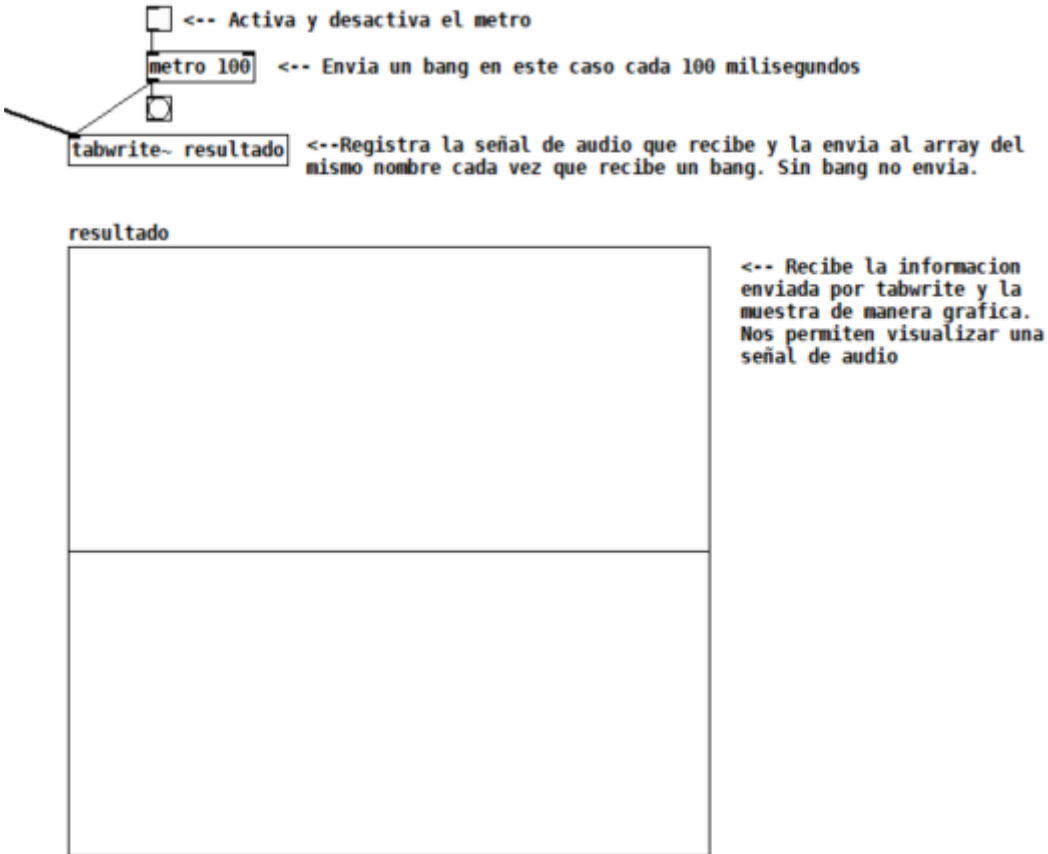 <-- Activa y desactiva el metro
metro 100
<-- Envia un bang en este caso cada 100 milisegundos
tabwrite~ resultado
<--Registra la señal de audio que recibe y la envia al array del
mismo nombre cada vez que recibe un bang. Sin bang no envia.
resultado
<-- Recibe la informacion
enviada por tabwrite y la
muestra de manera grafica.
Nos permiten visualizar una
señal de audio